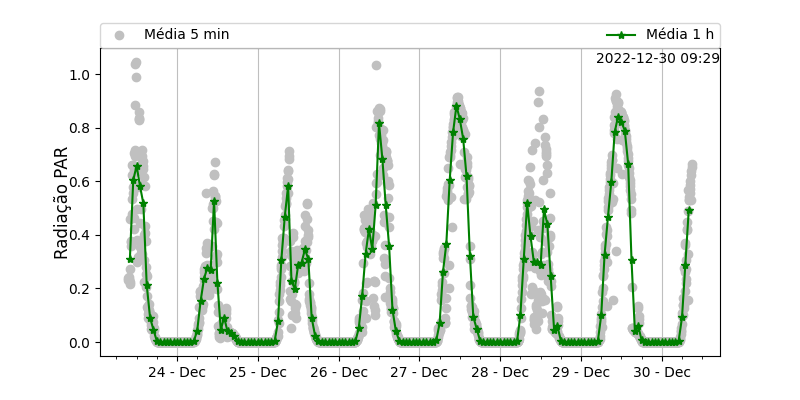 Média 5 min
Média 1 h
2022-12-30 09:29
Radiação PAR
1.0
0.8
0.6
0.4
0.2
0.0
24 - Dec
25 - Dec
26 - Dec
27 - Dec
28 - Dec
29 - Dec
30 - Dec